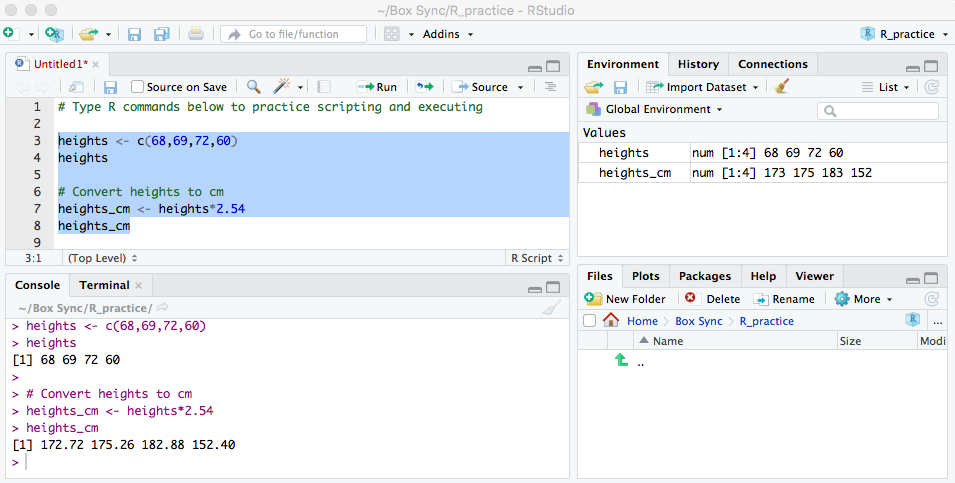 ~/Box Sync/R_practice - RStudio
Go to file/function
Addins
R_practice
Untitled1*
Source on Save
Run
Source
1 # Type R commands below to practice scripting and executing
2
3 heights <- c(68,69,72,60)
4 heights
5
6 # Convert heights to cm
7 heights_cm <- heights*2.54
8 heights_cm
9
3:1 (Top Level) R Script
Console Terminal
~/Box Sync/R_practice/
> heights <- c(68,69,72,60)
> heights
[1] 68 69 72 60
>
> # Convert heights to cm
> heights_cm <- heights*2.54
> heights_cm
[1] 172.72 175.26 182.88 152.40
>
Environment History Connections
Import Dataset List
Global Environment
Values
heights num [1:4] 68 69 72 60
heights_cm num [1:4] 173 175 183 152
Files Plots Packages Help Viewer
New Folder Delete Rename More
Home Box Sync R_practice ...
Name Size Modi
..